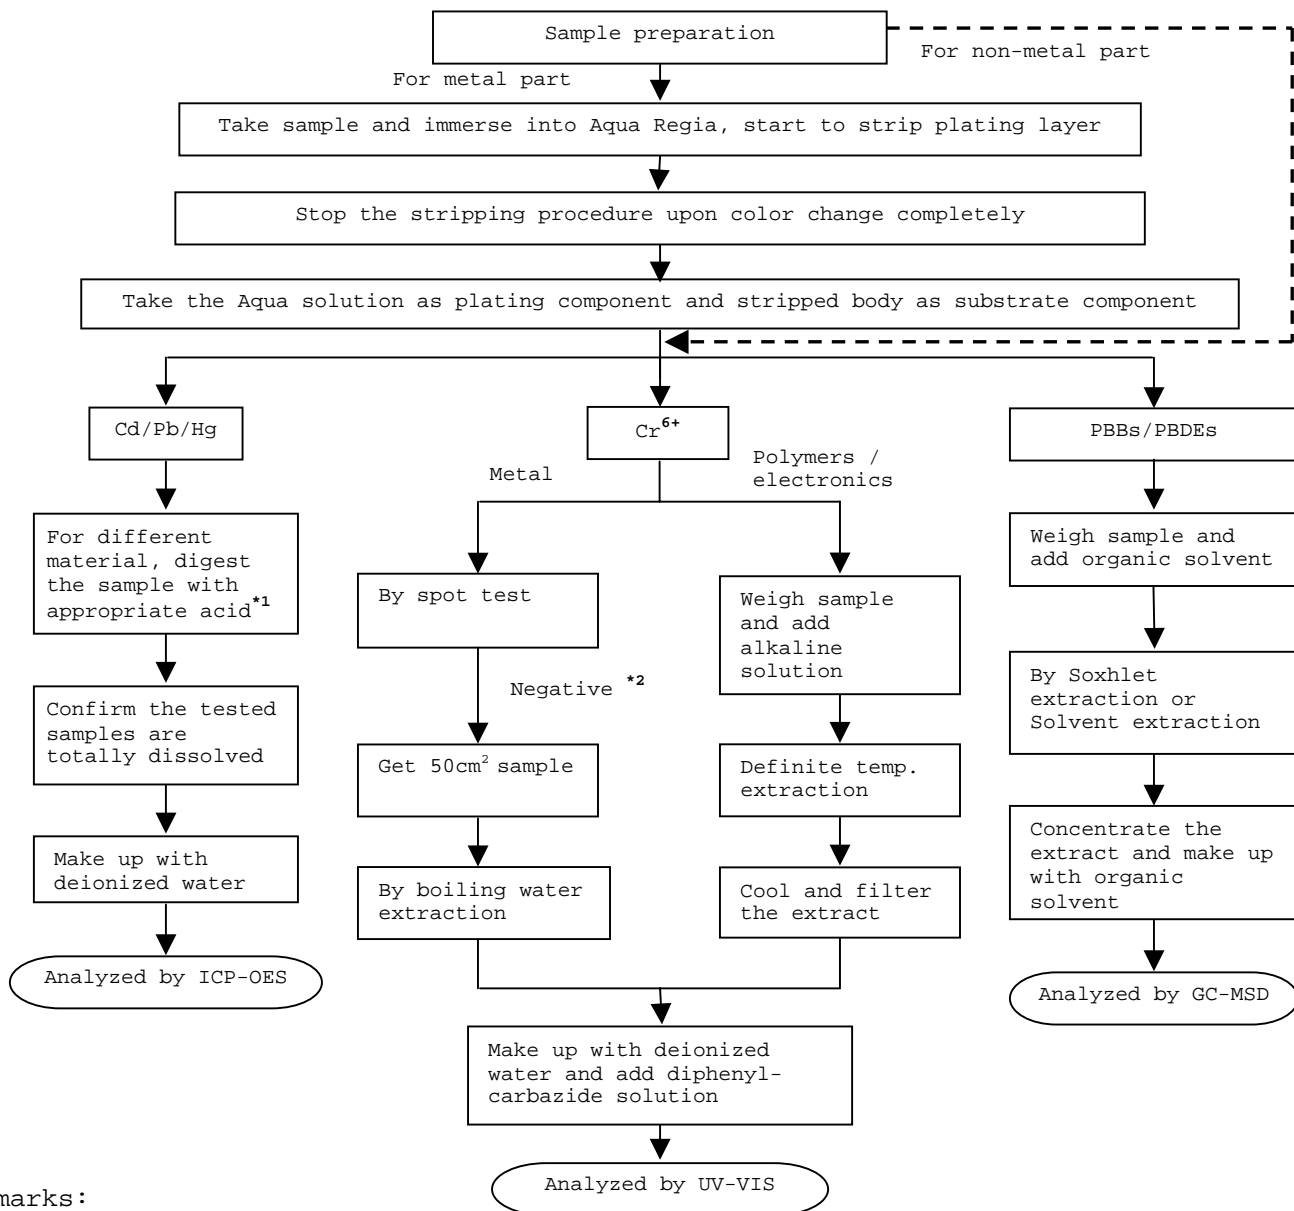 Sample preparation
For non-metal part
For metal part
Take sample and immerse into Aqua Regia, start to strip plating layer
Stop the stripping procedure upon color change completely
Take the Aqua solution as plating component and stripped body as substrate component
Cd/Pb/Hg
For different
material, digest
the sample with
appropriate acid*1
Confirm the tested
samples are
totally dissolved
Make up with
deionized water
Analyzed by ICP-OES
Cr6+
Metal
By spot test
Negative *2
Get 50cm2 sample
By boiling water
extraction
Polymers /
electronics
Weigh sample
and add
alkaline
solution
Definite temp.
extraction
Cool and filter
the extract
Make up with deionized
water and add diphenyl-
carbazide solution
Analyzed by UV-VIS
PBBs/PBDEs
Weigh sample and
add organic solvent
By Soxhlet
extraction or
Solvent extraction
Concentrate the
extract and make up
with organic
solvent
Analyzed by GC-MSD
marks: